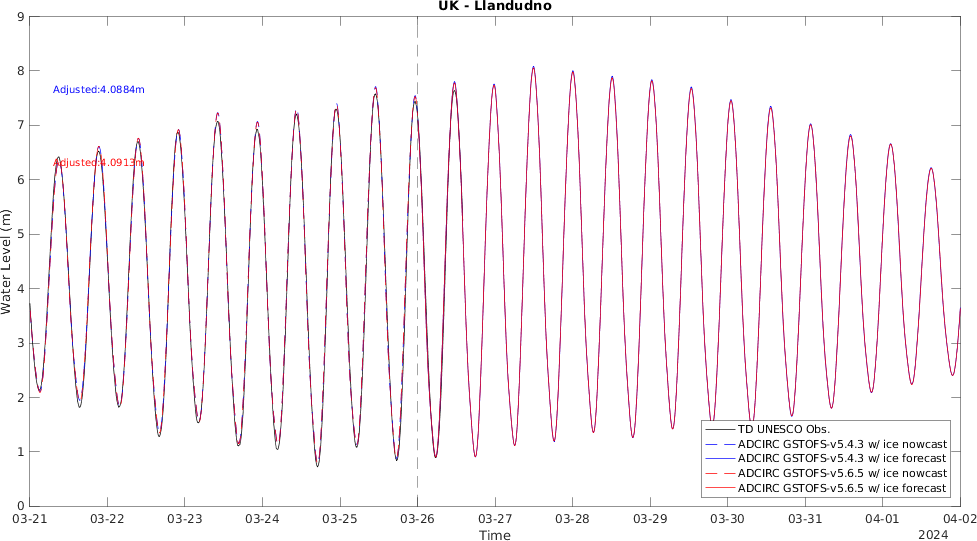 UK - Llandudno
9
8
7
6
5
4
3
2
1
0
Water Level (m)
Adjusted:4.0884m
Adjusted:4.0913m
TD UNESCO Obs.
ADCIRC GSTOFS-v5.4.3 w/ ice nowcast
ADCIRC GSTOFS-v5.4.3 w/ ice forecast
ADCIRC GSTOFS-v5.6.5 w/ ice nowcast
ADCIRC GSTOFS-v5.6.5 w/ ice forecast
03-21 03-22 03-23 03-24 03-25 03-26 03-27 03-28 03-29 03-30 03-31 04-01 04-02
Time
2024